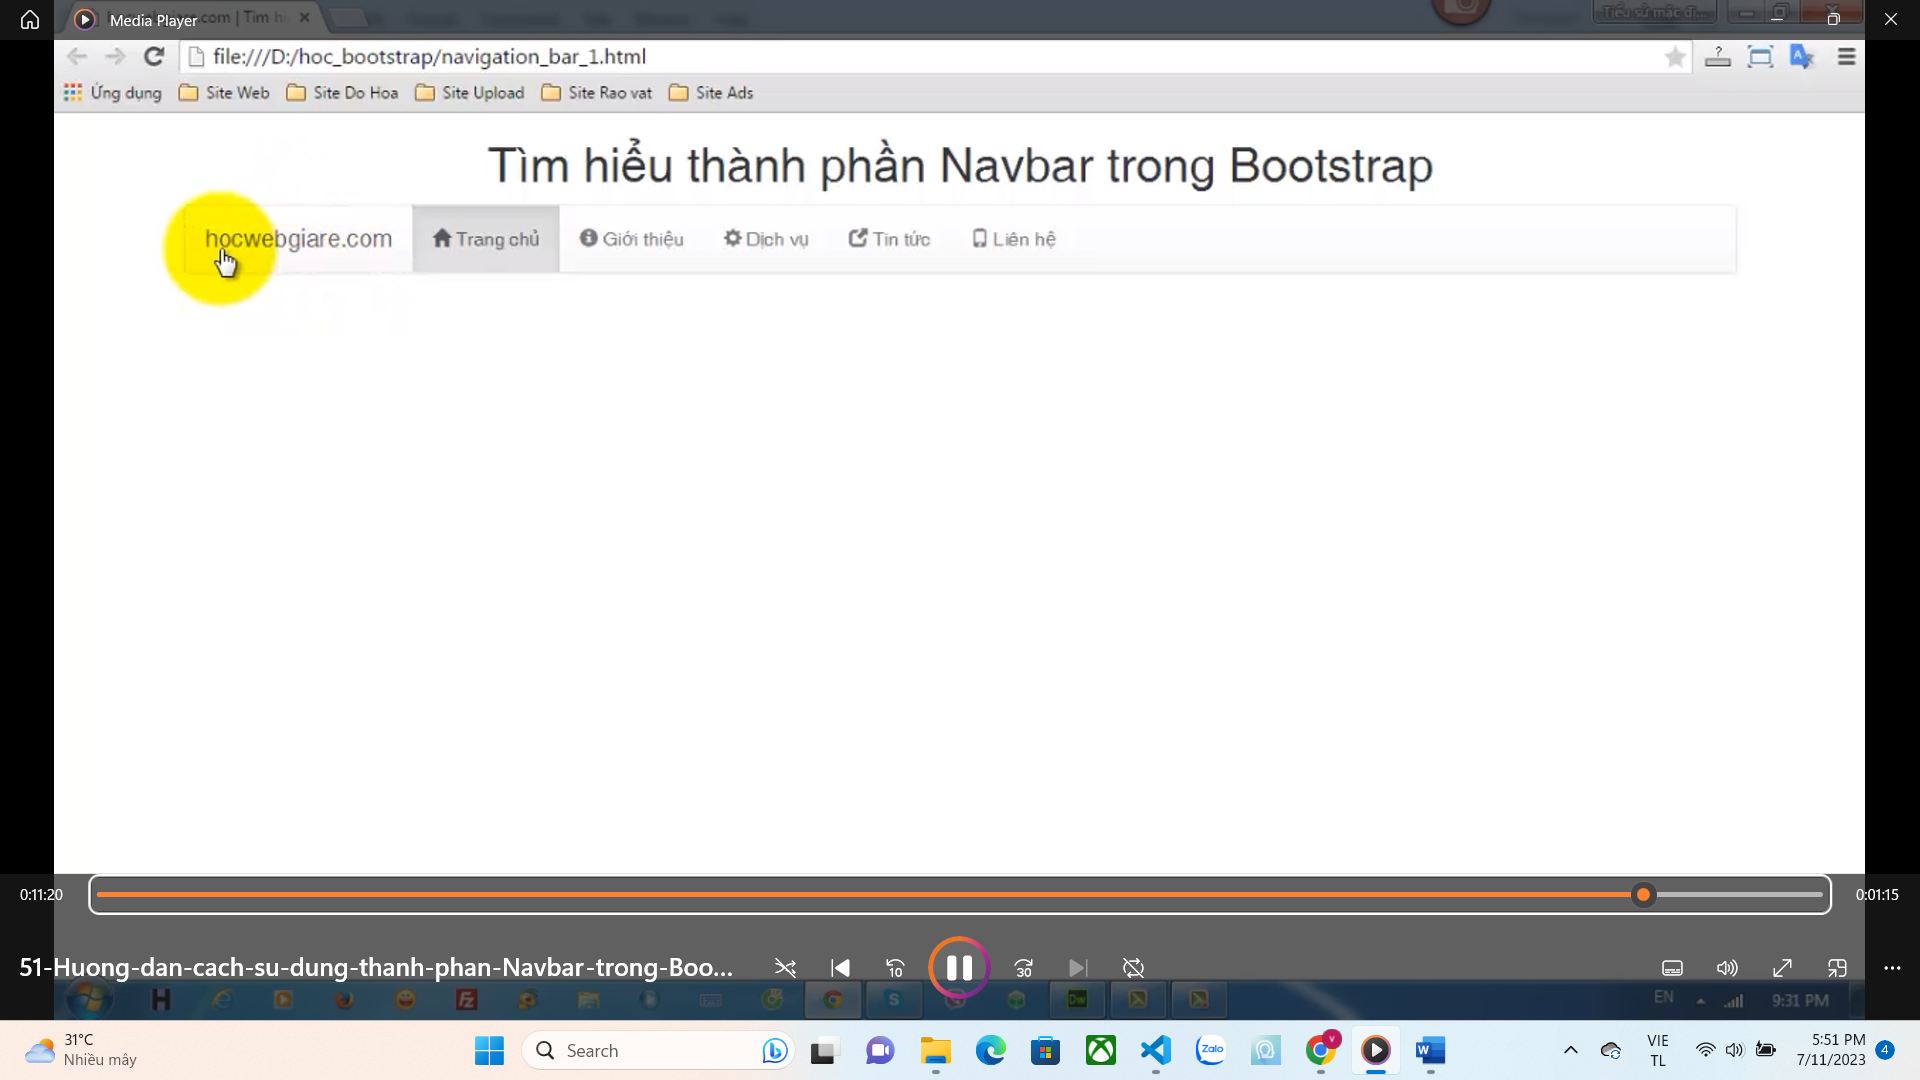 Media Player
file:///D:/hoc_bootstrap/navigation_bar_1.html
Ứng dụng Site Web Site Do Hoa Site Upload Site Rao vat Site Ads
Tìm hiểu thành phần Navbar trong Bootstrap
hocwebgiare.com Trang chủ Giới thiệu Dịch vụ Tin tức Liên hệ
0:11:20 0:01:15
51-Huong-dan-cach-su-dung-thanh-phan-Navbar-trong-Boo... 10 30
EN 9:31 PM
31°C
Nhiều mây
Search
Zalo
VIE
TL
5:51 PM
7/11/2023
4